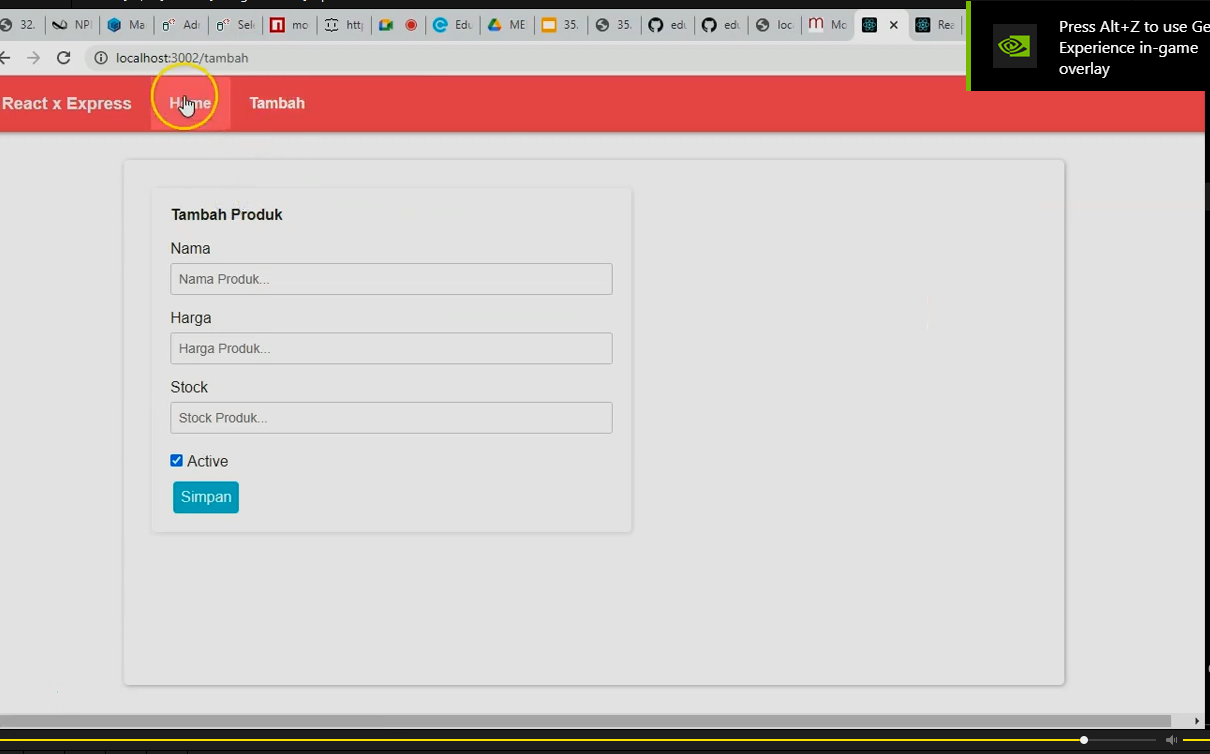 32.
NP
Ma
Ad
Sel
mo
http
Edu
ME
35.
35.
edu
edu
loc
Mo
Rea
localhost:3002/tambah
Press Alt+Z to use Ge
Experience in-game
overlay
React x Express
Home
Tambah
Tambah Produk
Nama
Nama Produk...
Harga
Harga Produk...
Stock
Stock Produk...
Active
Simpan